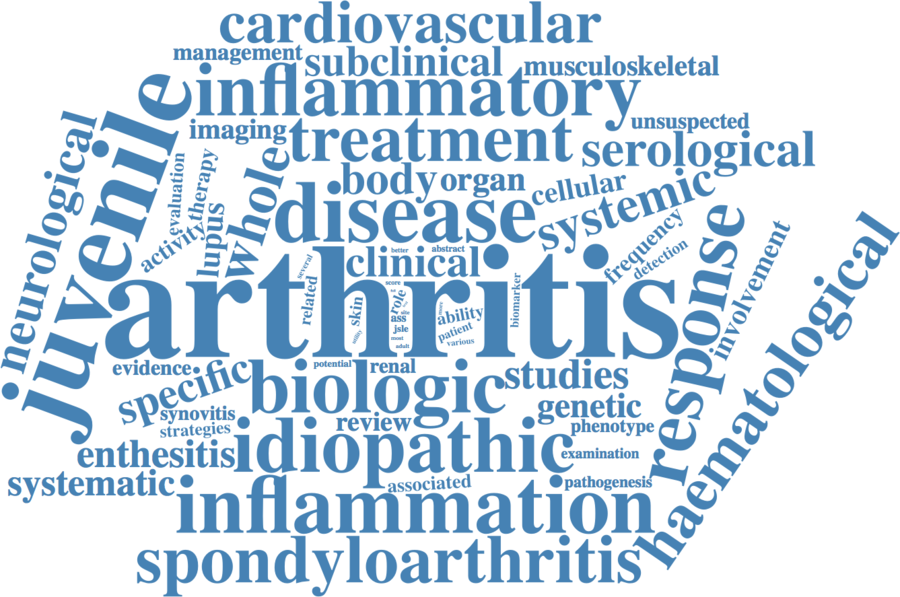 cardiovascular
management
subclinical
musculoskeletal
inflammatory
unsuspected
imaging
treatment
serological
neurological
juvenile
evaluation
therapy
whole
body
organ
cellular
systemic
disease
activity
lupus
frequency
detection
response
involvement
haematological
several
better
abstract
clinical
arthritis
related
skin
score
role
ass
jsle
most
adult
ability
patient
various
biomarker
evidence
potential
renal
specific
biologic
studies
synovitis
strategies
review
genetic
phenotype
enthesitis
idiopathic
examination
systematic
associated
pathogenesis
inflammation
spondyloarthritis